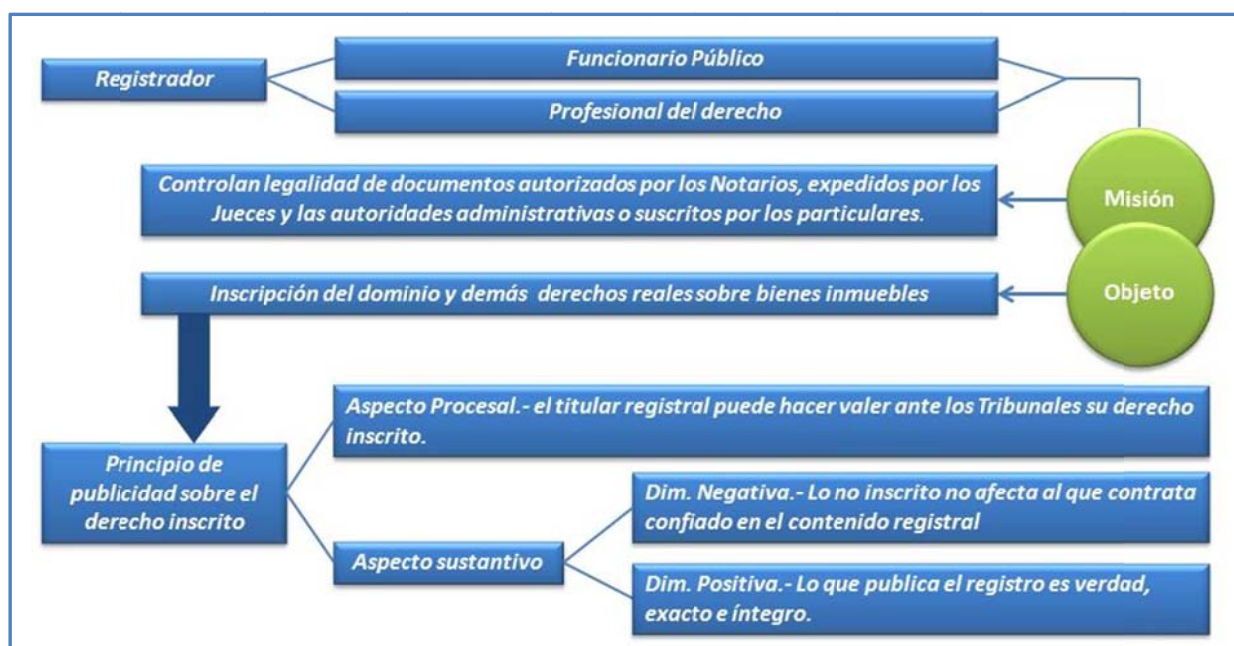 Registrador
Funcionario Público
Profesional del derecho
Controlan legalidad de documentos autorizados por los Notarios, expedidos por los
Jueces y las autoridades administrativas o suscritos por los particulares.
Misión
Inscripción del dominio y demás derechos reales sobre bienes inmuebles
Objeto
Aspecto Procesal.- el titular registral puede hacer valer ante los Tribunales su derecho
inscrito.
Principio de
publicidad sobre el
derecho inscrito
Dim. Negativa.- Lo no inscrito no afecta al que contrata
confiado en el contenido registral
Aspecto sustantivo
Dim. Positiva.- Lo que publica el registro es verdad,
exacto e íntegro.